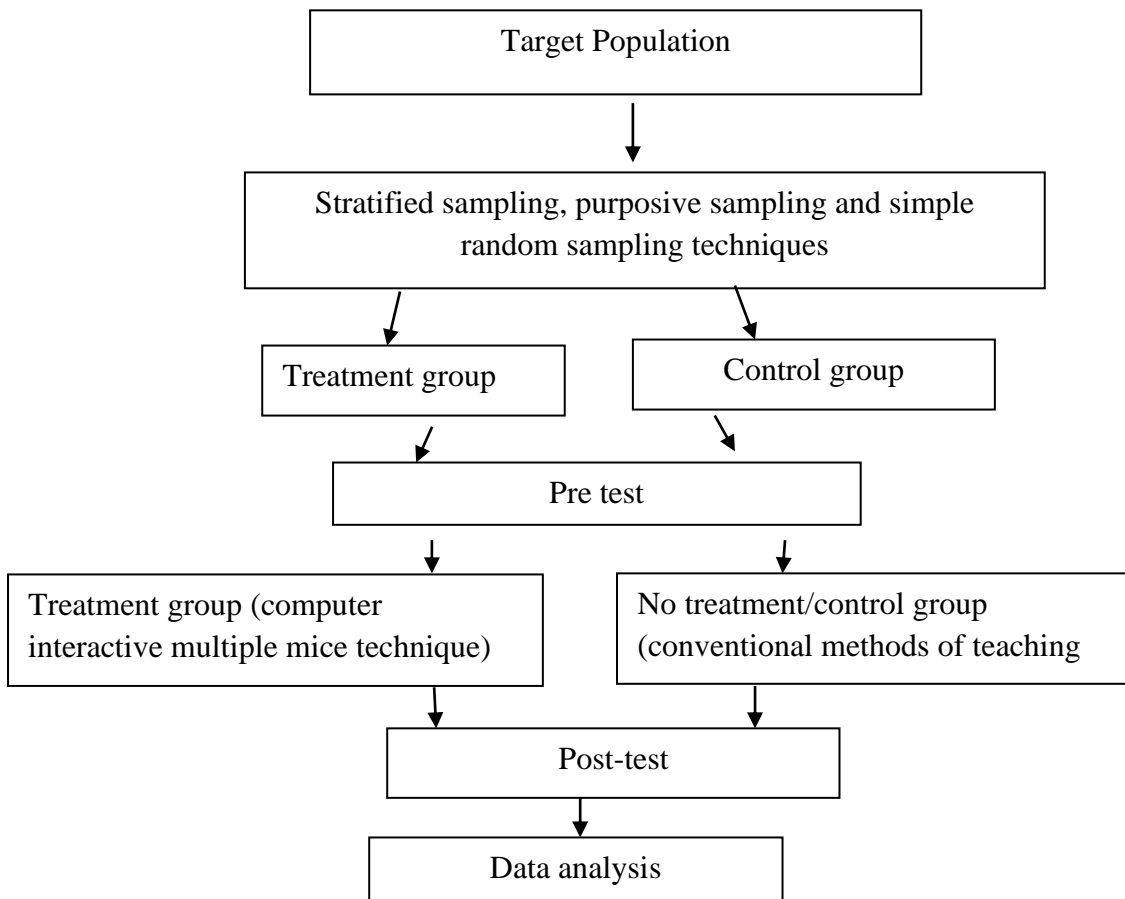 Target Population
Stratified sampling, purposive sampling and simple
random sampling techniques
Treatment group
Control group
Pre test
Treatment group (computer
interactive multiple mice technique)
No treatment/control group
(conventional methods of teaching
Post-test
Data analysis